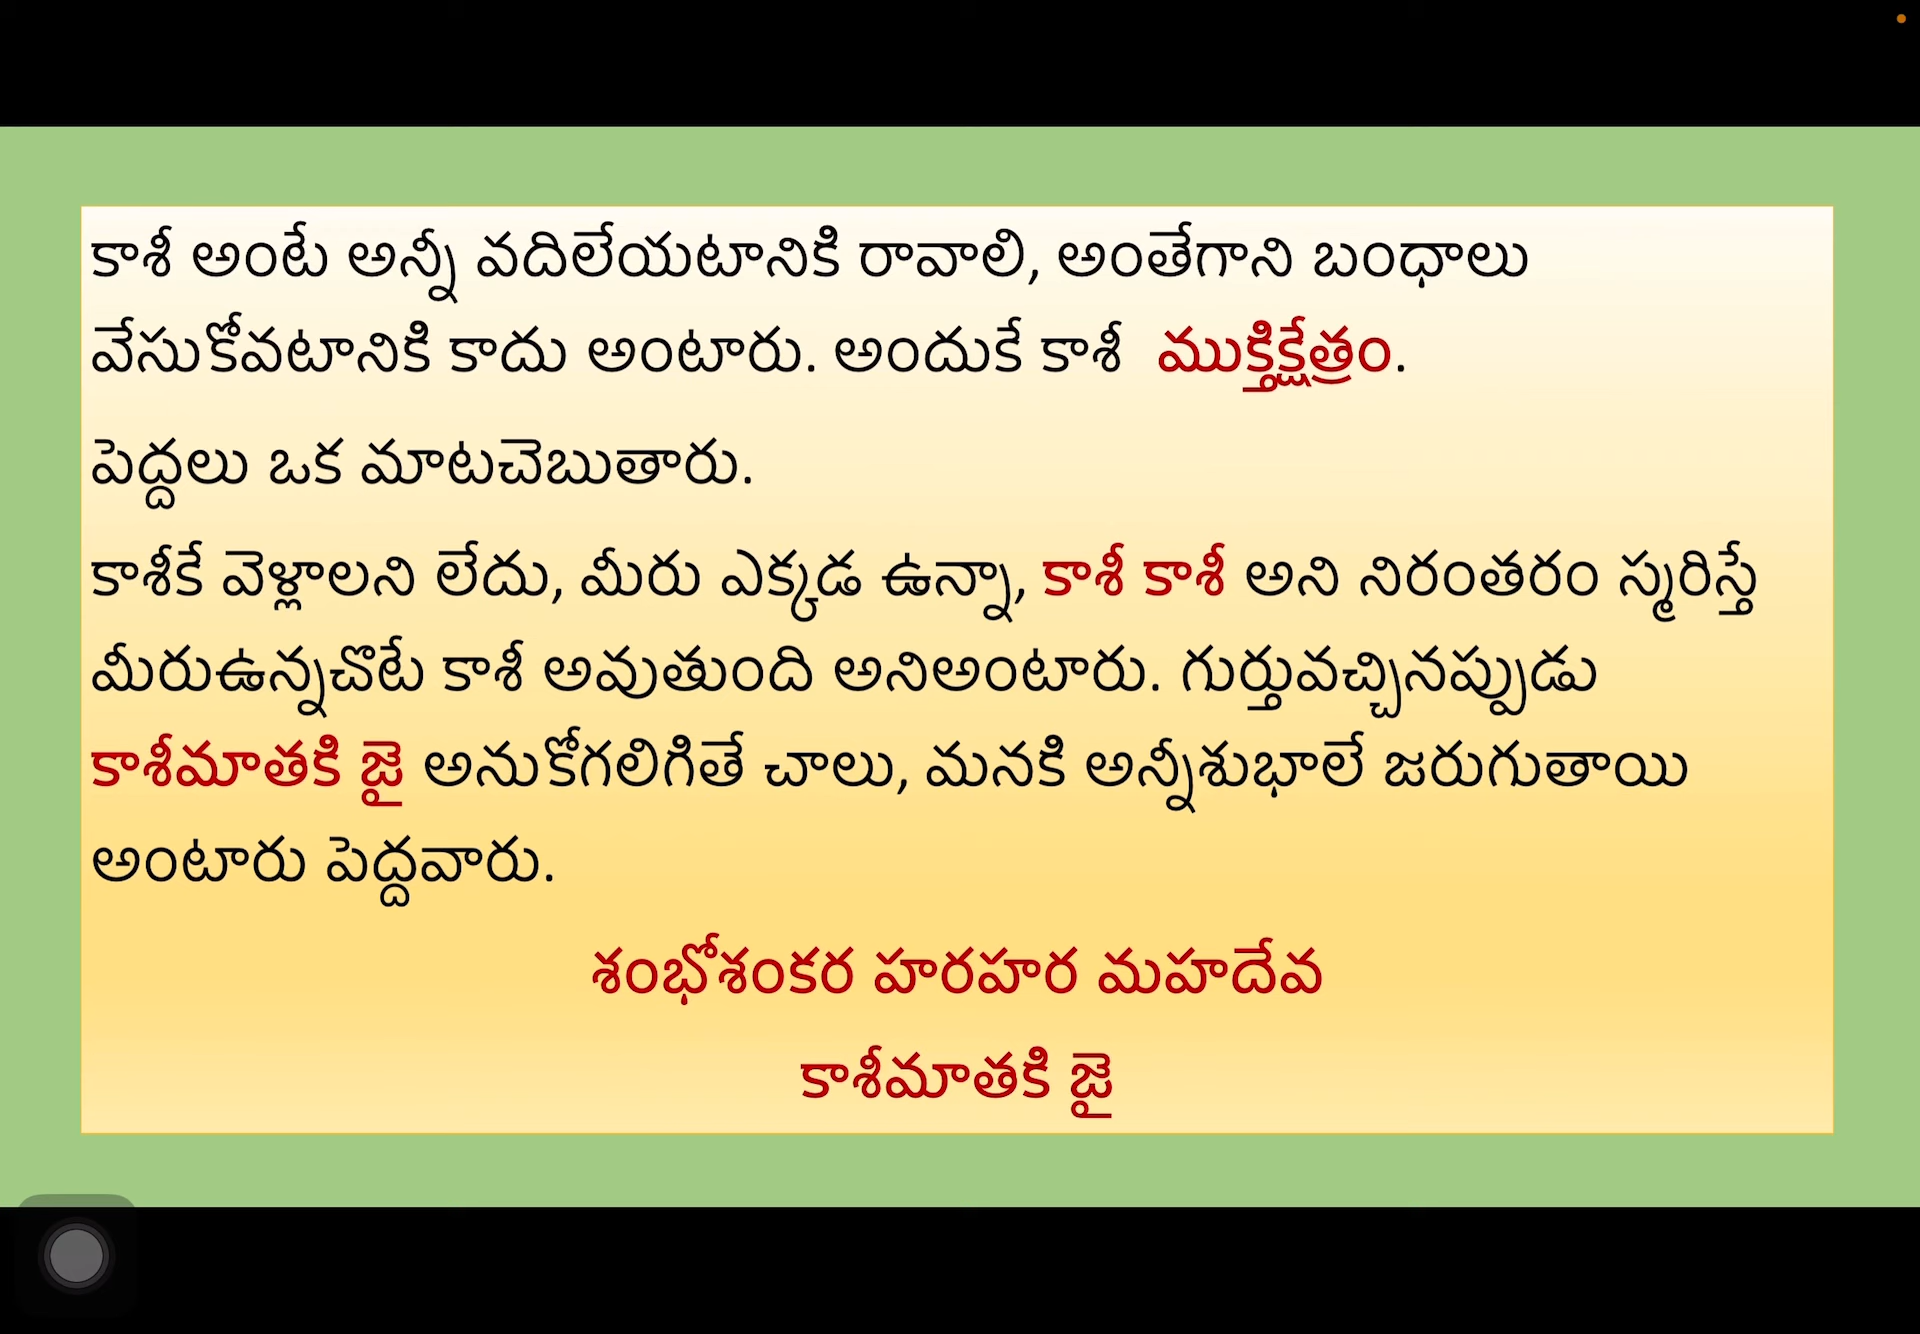 కాశీ అంటే అన్నీ వదిలేయటానికి రావాలి, అంతేగాని బంధాలు
వేసుకోవటానికి కాదు అంటారు. అందుకే కాశీ ముక్తిక్షేత్రం.
పెద్దలు ఒక మాటచెబుతారు.
కాశీకే వెళ్లాలని లేదు, మీరు ఎక్కడ ఉన్నా, కాశీ కాశీ అని నిరంతరం స్మరిస్తే
మీరుఉన్నచొటే కాశీ అవుతుంది అనిఅంటారు. గుర్తువచ్చినప్పుడు
కాశీమాతకి జై అనుకోగలిగితే చాలు, మనకి అన్నీశుభాలే జరుగుతాయి
అంటారు పెద్దవారు.
శంభోశంకర హరహర మహదేవ
కాశీమాతకి జై